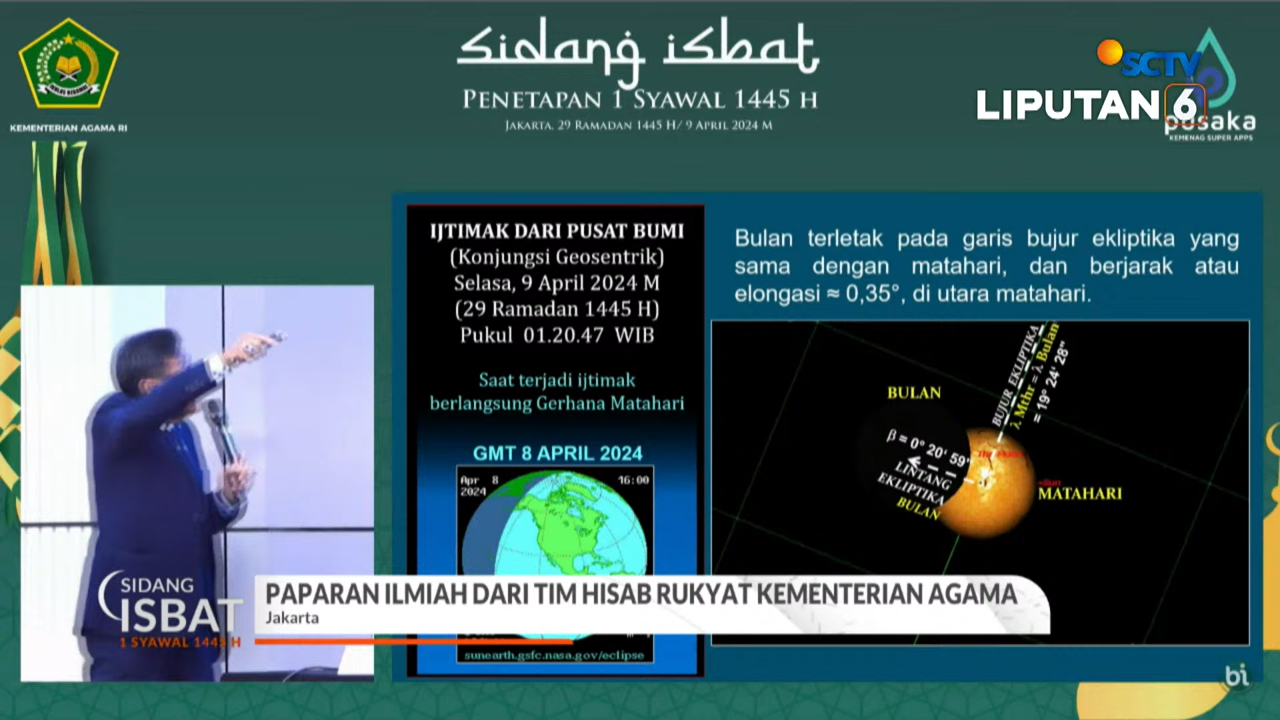 sidang isbat
PENETAPAN 1 SYAWAL 1445 H
JAKARTA, 29 RAMADAN 1445 H/ 9 APRIL 2024 M
KEMENTERIAN AGAMA RI
SCTV
LIPUTAN 6
pusaka
KEMENAG SUPER APPS
IJTIMAK DARI PUSAT BUMI
(Konjungsi Geosentrik)
Selasa, 9 April 2024 M
(29 Ramadan 1445 H)
Pukul 01.20.47 WIB
Saat terjadi ijtimak
berlangsung Gerhana Matahari
GMT 8 APRIL 2024
Apr 8 16:00
2024
sunearth.gsfc.nasa.gov/eclipse
Bulan terletak pada garis bujur ekliptika yang
sama dengan matahari, dan berjarak atau
elongasi ≈ 0,35°, di utara matahari.
BULAN
BUJUR EKLIPTIKA
λ Mthr = λ Bulan
= 19° 24' 28"
β = 0° 20' 59"
LINTANG
EKLIPTIKA
BULAN
MATAHARI
SIDANG
ISBAT
1 SYAWAL 1445 H
PAPARAN ILMIAH DARI TIM HISAB RUKYAT KEMENTERIAN AGAMA
Jakarta
bi